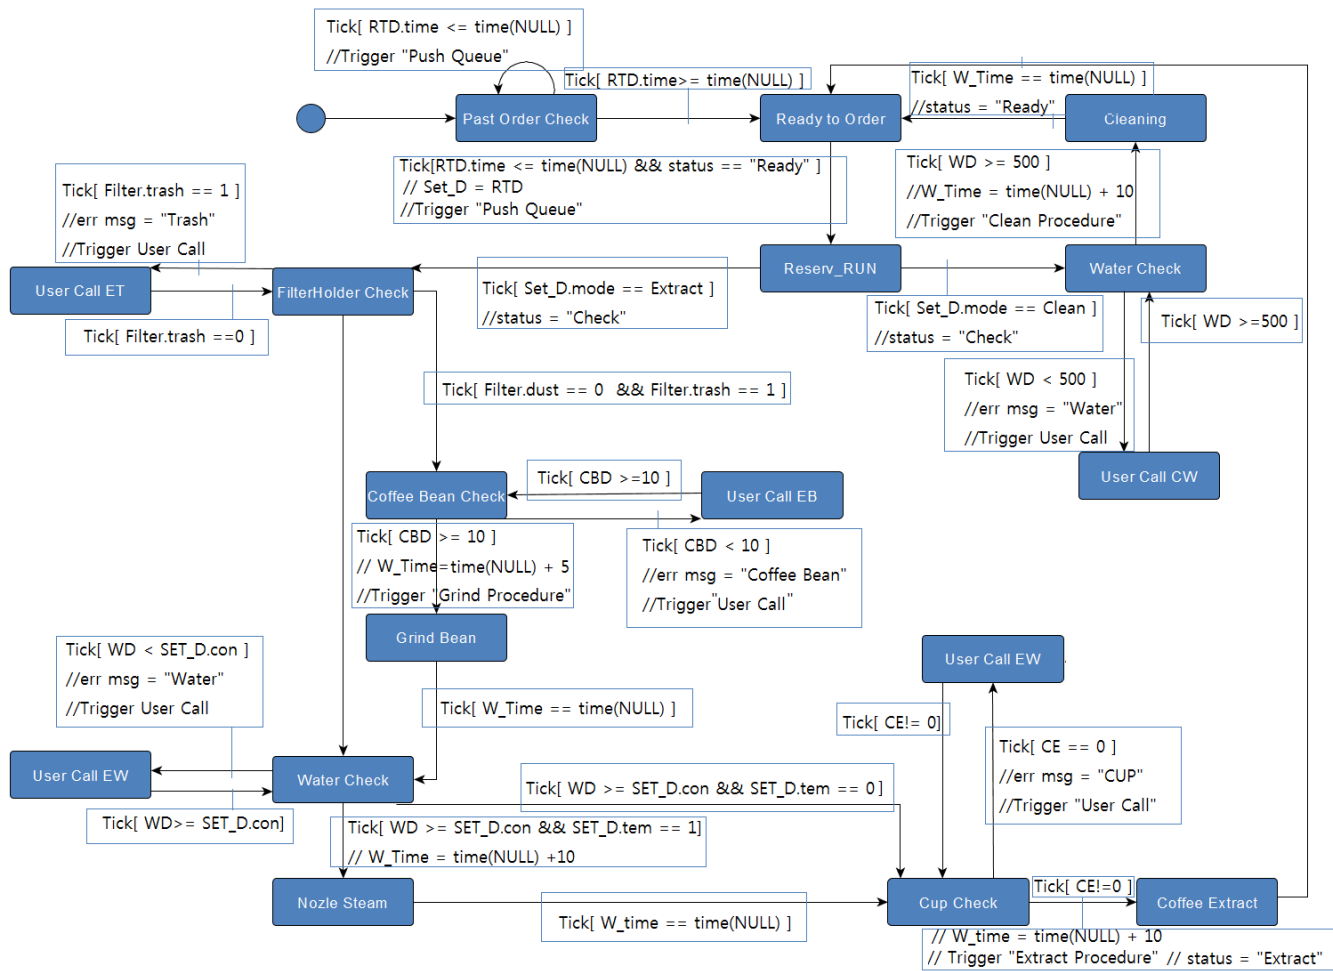 Tick[ RTD.time <= time(NULL) ]
//Trigger "Push Queue"
Tick[ RTD.time>= time(NULL) ]
Tick[ W_Time == time(NULL) ]
//status = "Ready"
Past Order Check
Ready to Order
Cleaning
Tick[RTD.time <= time(NULL) && status == "Ready" ]
// Set_D = RTD
//Trigger "Push Queue"
Tick[ WD >= 500 ]
//W_Time = time(NULL) + 10
//Trigger "Clean Procedure"
Tick[ Filter.trash == 1 ]
//err msg = "Trash"
//Trigger User Call
User Call ET
FilterHolder Check
Reserv_RUN
Water Check
Tick[ Filter.trash ==0 ]
Tick[ Set_D.mode == Extract ]
//status = "Check"
Tick[ Set_D.mode == Clean ]
//status = "Check"
Tick[ WD >=500 ]
Tick[ Filter.dust == 0  && Filter.trash == 1 ]
Tick[ WD < 500 ]
//err msg = "Water"
//Trigger User Call
User Call CW
Coffee Bean Check
Tick[ CBD >=10 ]
User Call EB
Tick[ CBD >= 10 ]
// W_Time=time(NULL) + 5
//Trigger "Grind Procedure"
Tick[ CBD < 10 ]
//err msg = "Coffee Bean"
//Trigger"User Call"
Grind Bean
Tick[ WD < SET_D.con ]
//err msg = "Water"
//Trigger User Call
Tick[ W_Time == time(NULL) ]
User Call EW
Tick[ CE!= 0]
Tick[ CE == 0 ]
//err msg = "CUP"
//Trigger "User Call"
User Call EW
Water Check
Tick[ WD>= SET_D.con]
Tick[ WD >= SET_D.con && SET_D.tem == 0 ]
Tick[ WD >= SET_D.con && SET_D.tem == 1]
// W_Time = time(NULL) +10
Nozle Steam
Tick[ W_time == time(NULL) ]
Cup Check
Tick[ CE!=0 ]
Coffee Extract
// W_time = time(NULL) + 10
// Trigger "Extract Procedure" // status = "Extract"